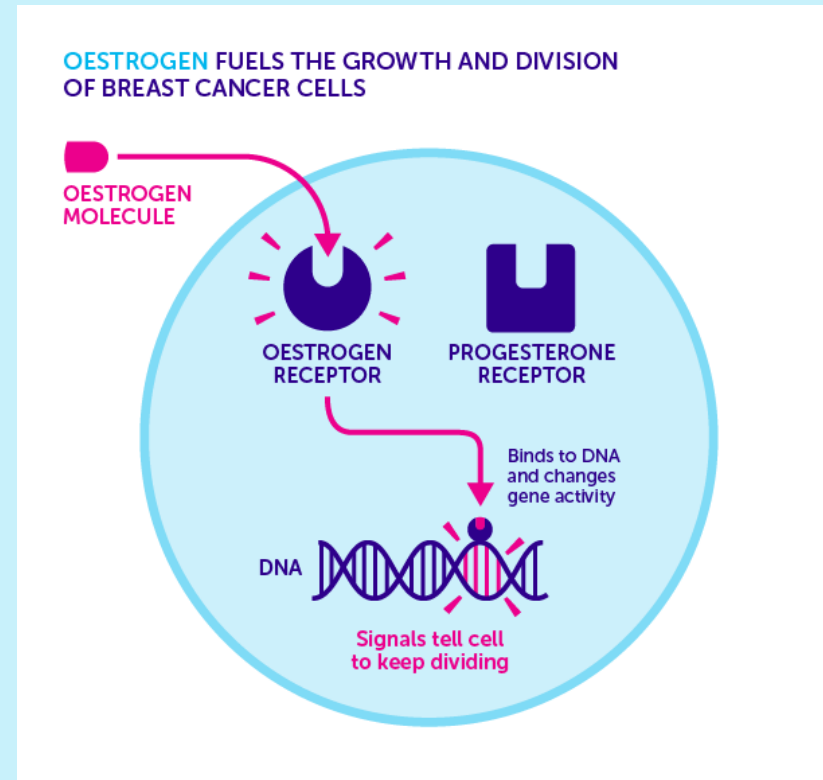 OESTROGEN FUELS THE GROWTH AND DIVISION
OF BREAST CANCER CELLS
OESTROGEN
MOLECULE
OESTROGEN
RECEPTOR
PROGESTERONE
RECEPTOR
Binds to DNA
and changes
gene activity
DNA
Signals tell cell
to keep dividing